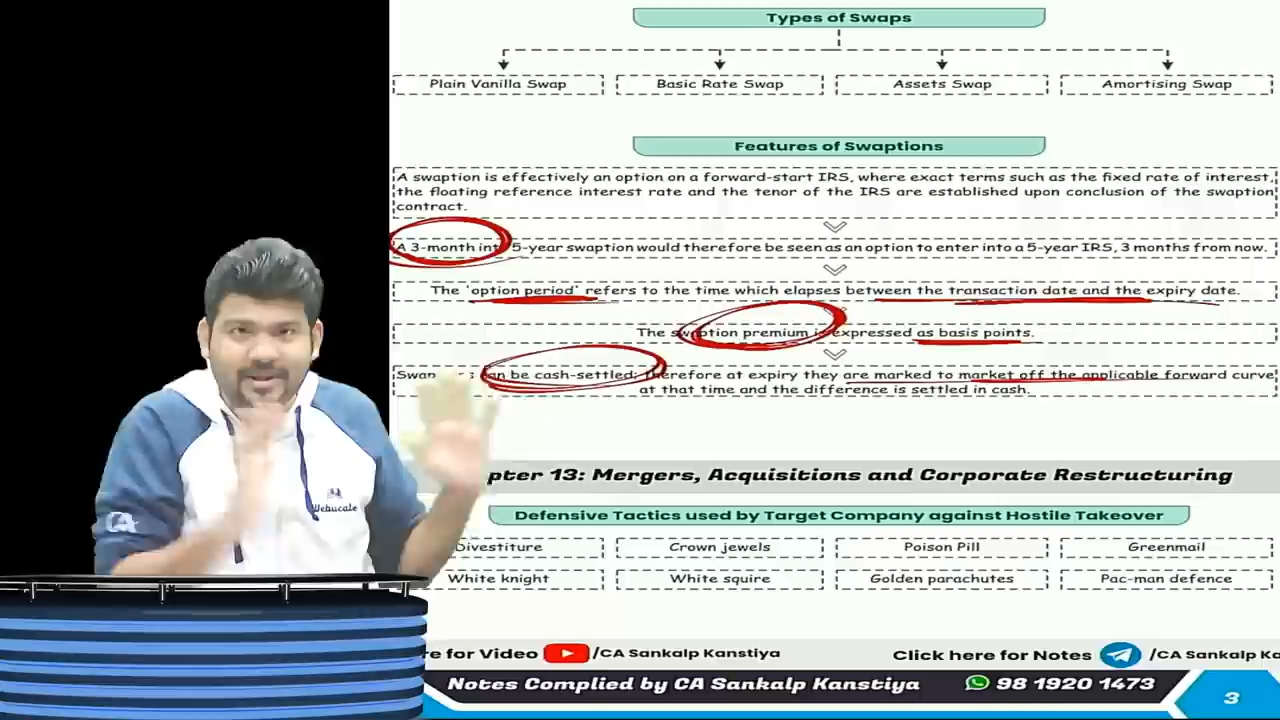 Types of Swaps
Plain Vanilla Swap
Basic Rate Swap
Assets Swap
Amortising Swap
Features of Swaptions
A swaption is effectively an option on a forward-start IRS, where exact terms such as the fixed rate of interest,
the floating reference interest rate and the tenor of the IRS are established upon conclusion of the swaption
contract.
A 3-month int 5-year swaption would therefore be seen as an option to enter into a 5-year IRS, 3 months from now.
The 'option period' refers to the time which elapses between the transaction date and the expiry date.
The swaption premium is expressed as basis points.
Swap can be cash-settled; therefore at expiry they are marked to market off the applicable forward curve
at that time and the difference is settled in cash.
pter 13: Mergers, Acquisitions and Corporate Restructuring
Defensive Tactics used by Target Company against Hostile Takeover
Divestiture
Crown jewels
Poison Pill
Greenmail
White knight
White squire
Golden parachutes
Pac-man defence
CA
Webucate
re for Video /CA Sankalp Kanstiya
Click here for Notes /CA Sankalp Ka
Notes Complied by CA Sankalp Kanstiya
98 1920 1473
3